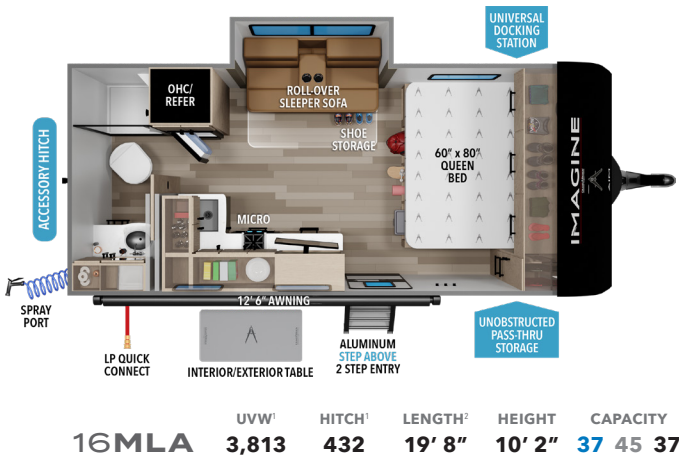 UNIVERSAL
DOCKING
STATION
OHC/
REFER
ROLL-OVER
SLEEPER SOFA
SHOE
STORAGE
60" x 80"
QUEEN
BED
ACCESSORY HITCH
IMAGINE
MICRO
12' 6" AWNING
SPRAY
PORT
LP QUICK
CONNECT
INTERIOR/EXTERIOR TABLE
ALUMINUM
STEP ABOVE
2 STEP ENTRY
UNOBSTRUCTED
PASS-THRU
STORAGE
UVW¹ HITCH¹ LENGTH² HEIGHT CAPACITY
16MLA 3,813 432 19' 8" 10' 2" 37 45 37